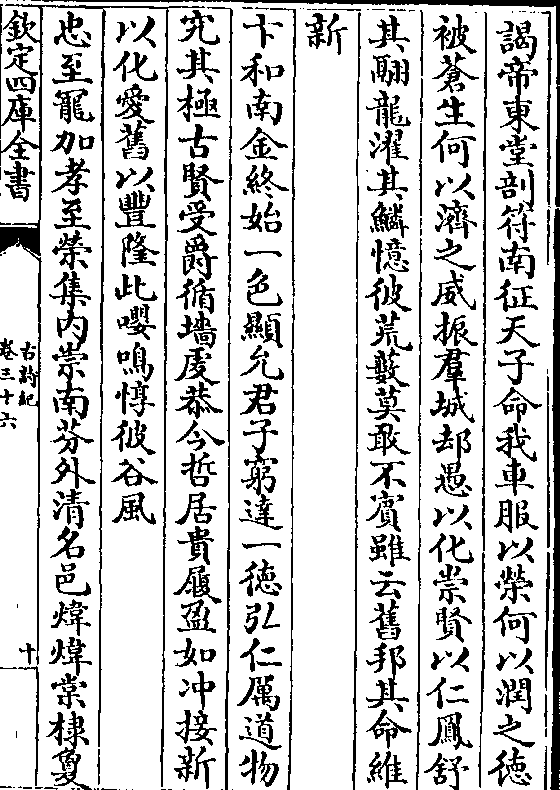 謁帝東堂剖符南征天子命我車服以榮何以潤之徳
被蒼生何以濟之威振羣城却愚以化崇賢以仁鳳舒
其翮龍濯其鱗憶彼荒藪莫敢不賓雖云舊邦其命維
新
卞和南金終始一色顯允君子窮達一徳弘仁厲道物
究其極古賢受爵循墻䖍恭今哲居貴履盈如冲接新
以化愛舊以豐隆此嚶鳴惇彼谷風
忠至寵加孝至榮集内崇南芬外清名邑煒煒棠棣夐
欽定四庫全書
古詩紀
卷三十六
十